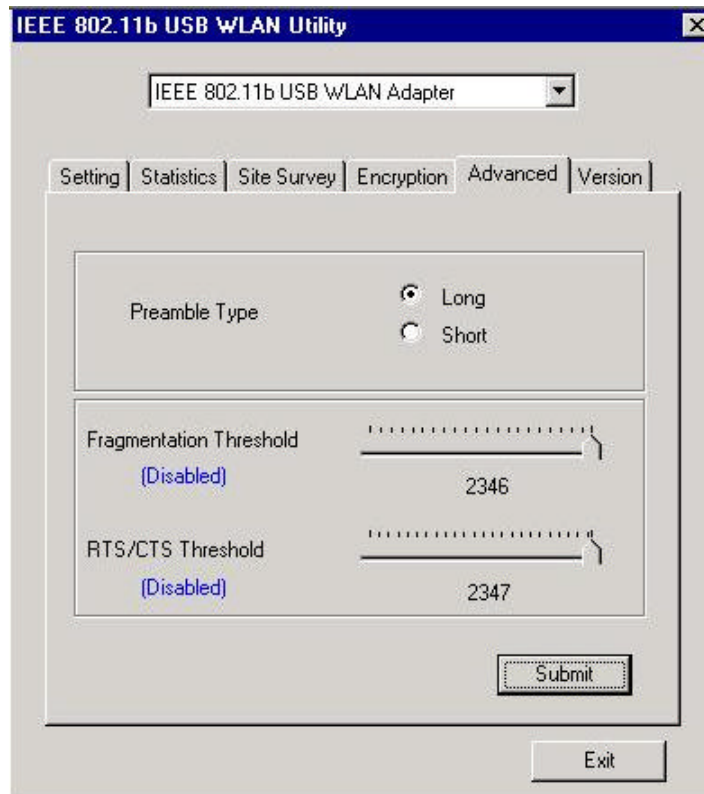 IEEE 802.11b USB WLAN Utility
IEEE 802.11b USB WLAN Adapter
Setting Statistics Site Survey Encryption Advanced Version
Preamble Type
Long
Short
Fragmentation Threshold
(Disabled)
2346
RTS/CTS Threshold
(Disabled)
2347
Submit
Exit